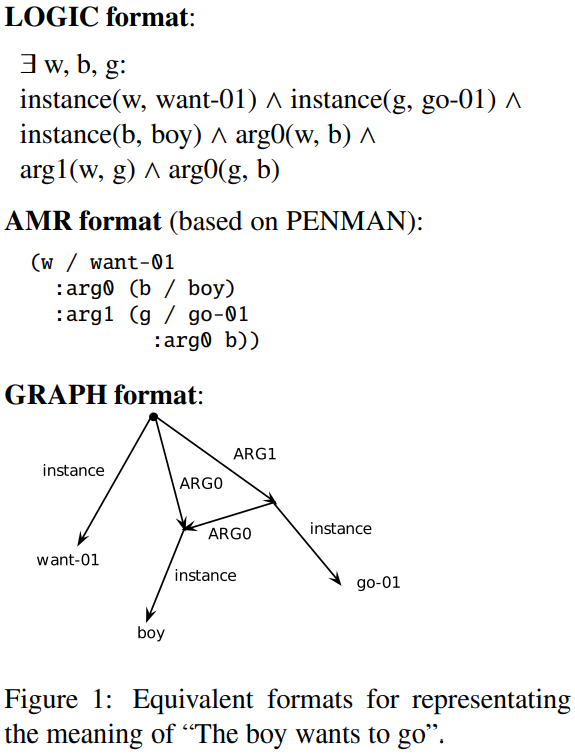 LOGIC format:
∃ w, b, g:
instance(w, want-01) ∧ instance(g, go-01) ∧
instance(b, boy) ∧ arg0(w, b) ∧
arg1(w, g) ∧ arg0(g, b)
AMR format (based on PENMAN):
(w / want-01
:arg0 (b / boy)
:arg1 (g / go-01
:arg0 b))
GRAPH format:
ARG1
instance
ARG0
ARG0
instance
want-01
instance
go-01
boy
Figure 1: Equivalent formats for representating
the meaning of “The boy wants to go”.